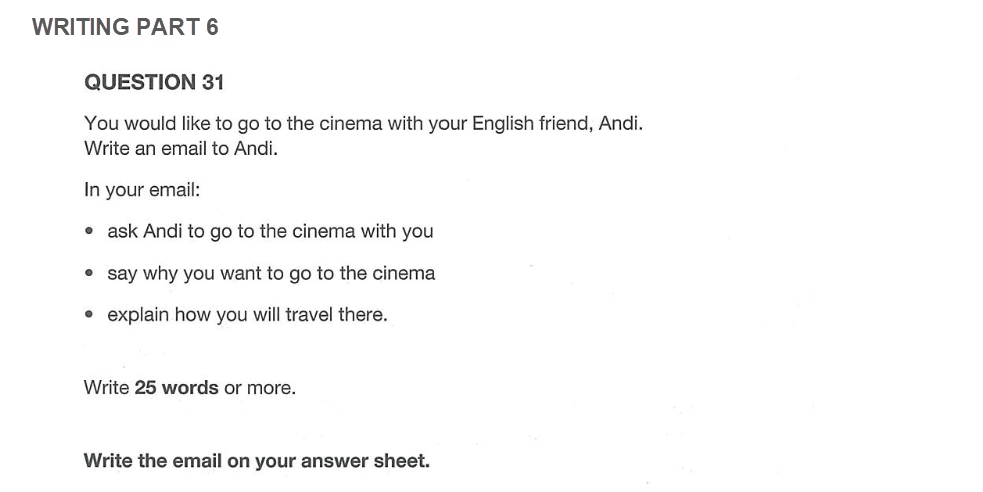 WRITING PART 6
QUESTION 31
You would like to go to the cinema with your English friend, Andi.
Write an email to Andi.
In your email:
• ask Andi to go to the cinema with you
• say why you want to go to the cinema
• explain how you will travel there.
Write 25 words or more.
Write the email on your answer sheet.